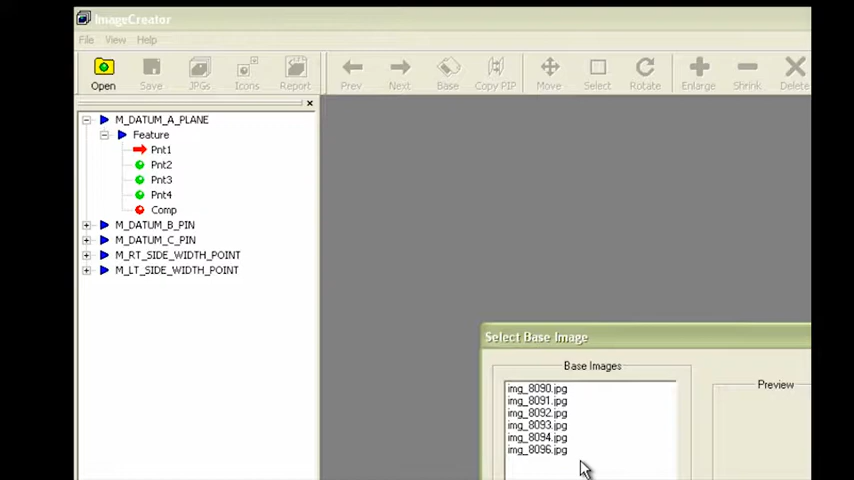 ImageCreator
File View Help
Open Save JPGs Icons Report Prev Next Base Copy PIP Move Select Rotate Enlarge Shrink Delete
M_DATUM_A_PLANE
Feature
Pnt1
Pnt2
Pnt3
Pnt4
Comp
M_DATUM_B_PIN
M_DATUM_C_PIN
M_RT_SIDE_WIDTH_POINT
M_LT_SIDE_WIDTH_POINT
Select Base Image
Base Images
Preview
img_8090.jpg
img_8091.jpg
img_8092.jpg
img_8093.jpg
img_8094.jpg
img_8096.jpg